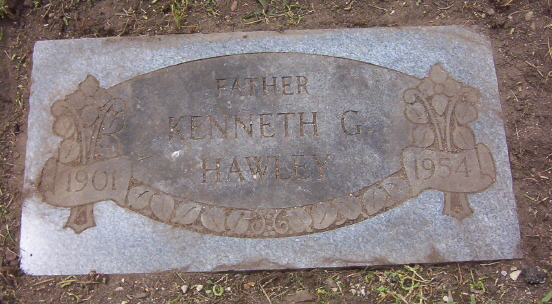 FATHER
KENNETH G.
HAWLEY
1901 1954